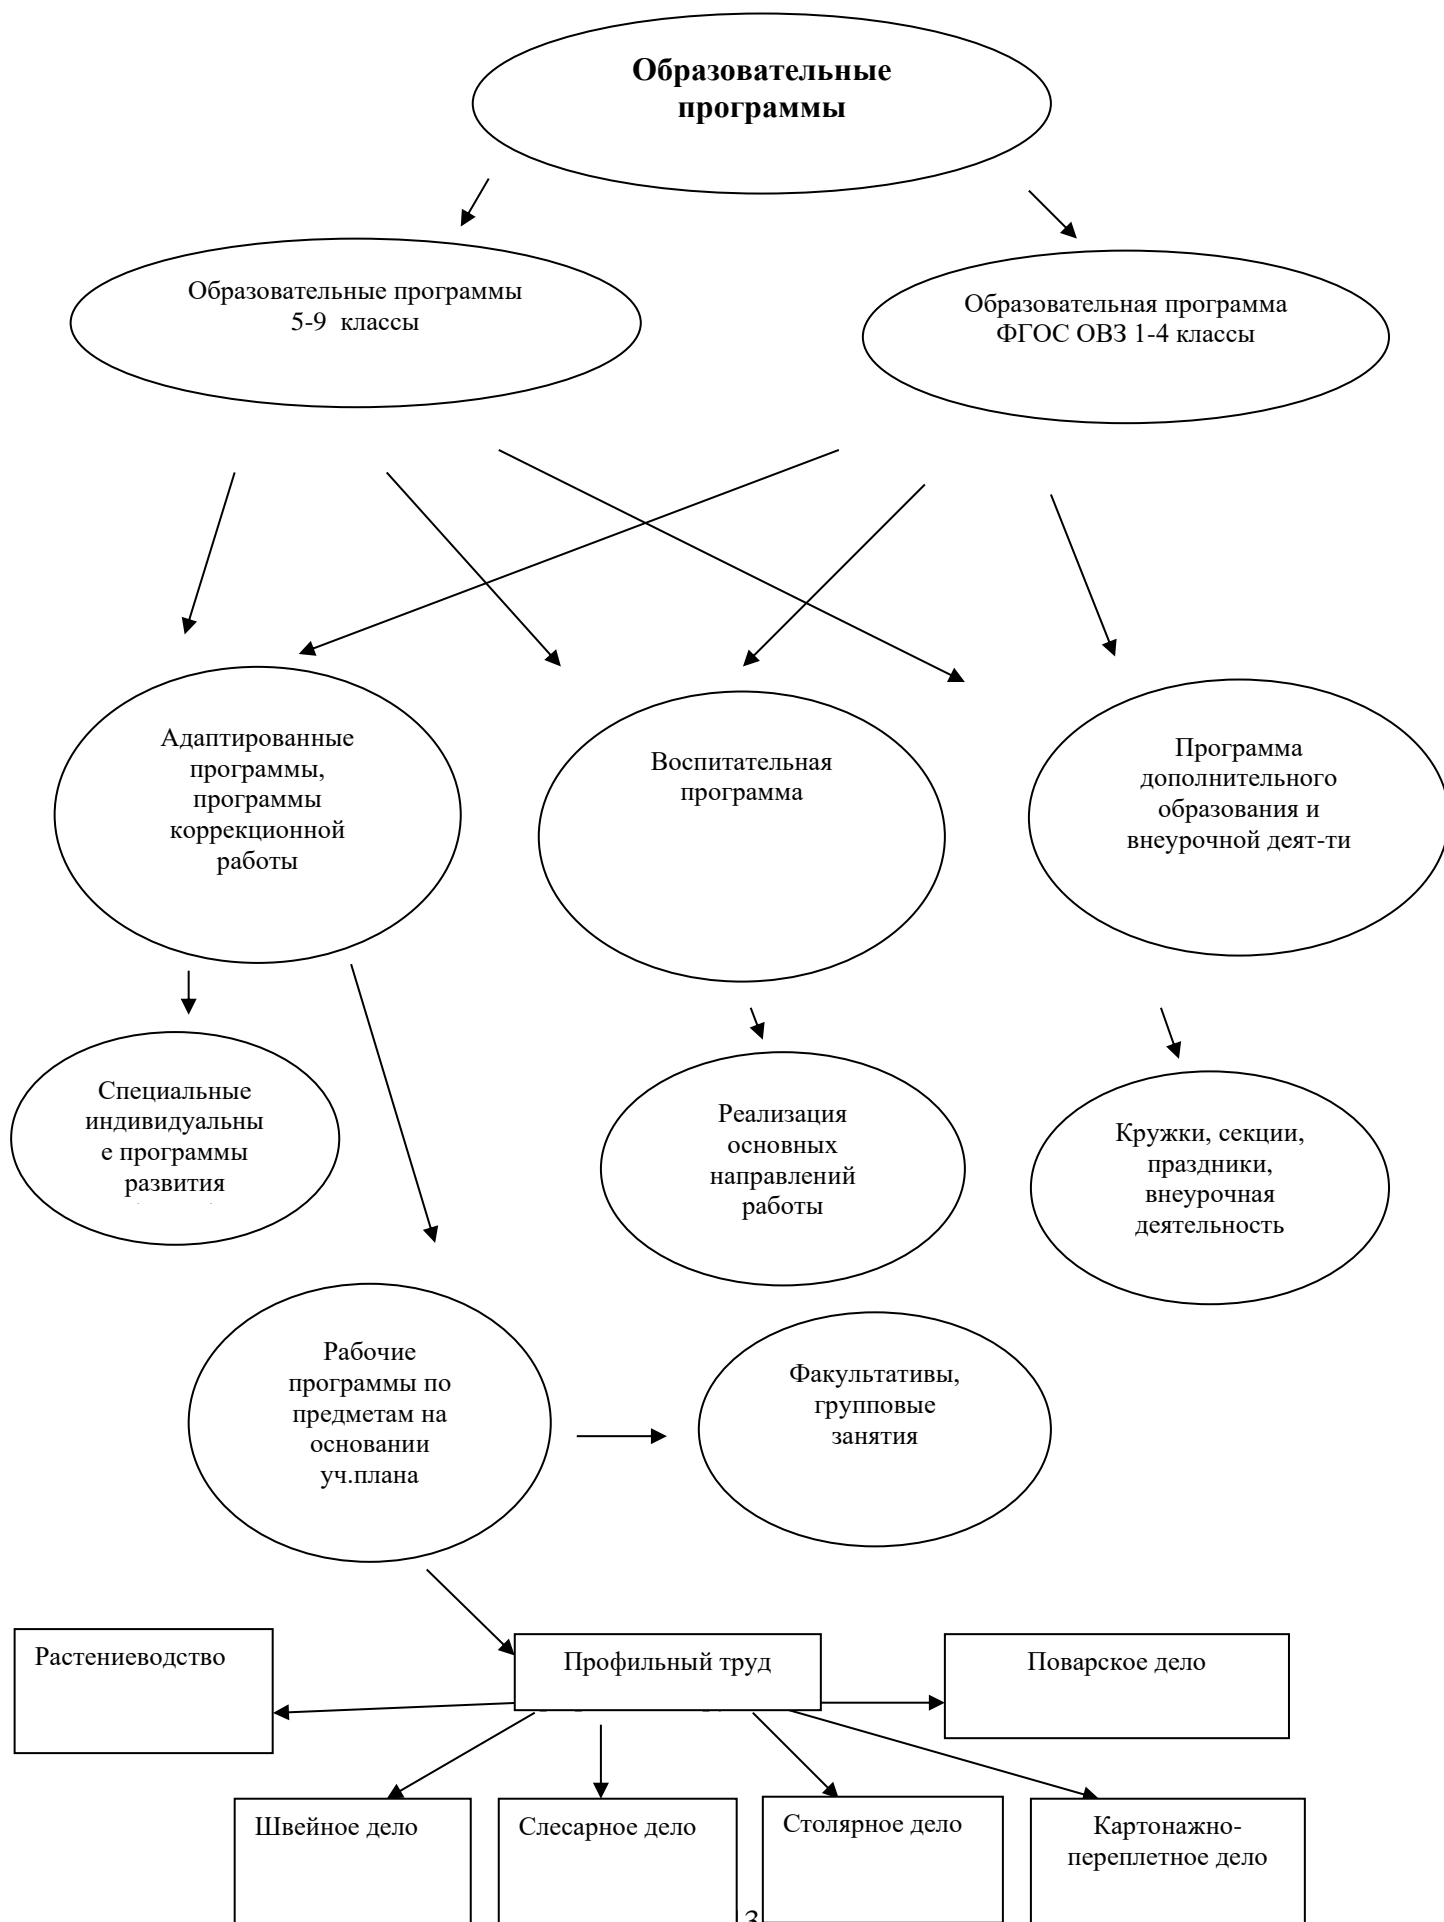 Образовательные
программы
Образовательные программы
5-9 классы
Образовательная программа
ФГОС ОВЗ 1-4 классы
Адаптированные
программы,
программы
коррекционной
работы
Воспитательная
программа
Программа
дополнительного
образования и
внеурочной деят-ти
Специальные
индивидуальны
е программы
развития
Реализация
основных
направлений
работы
Кружки, секции,
праздники,
внеурочная
деятельность
Рабочие
программы по
предметам на
основании
уч.плана
Факультативы,
групповые
занятия
Растениеводство
Профильный труд
Поварское дело
Швейное дело
Слесарное дело
Столярное дело
Картонажно-
переплетное дело